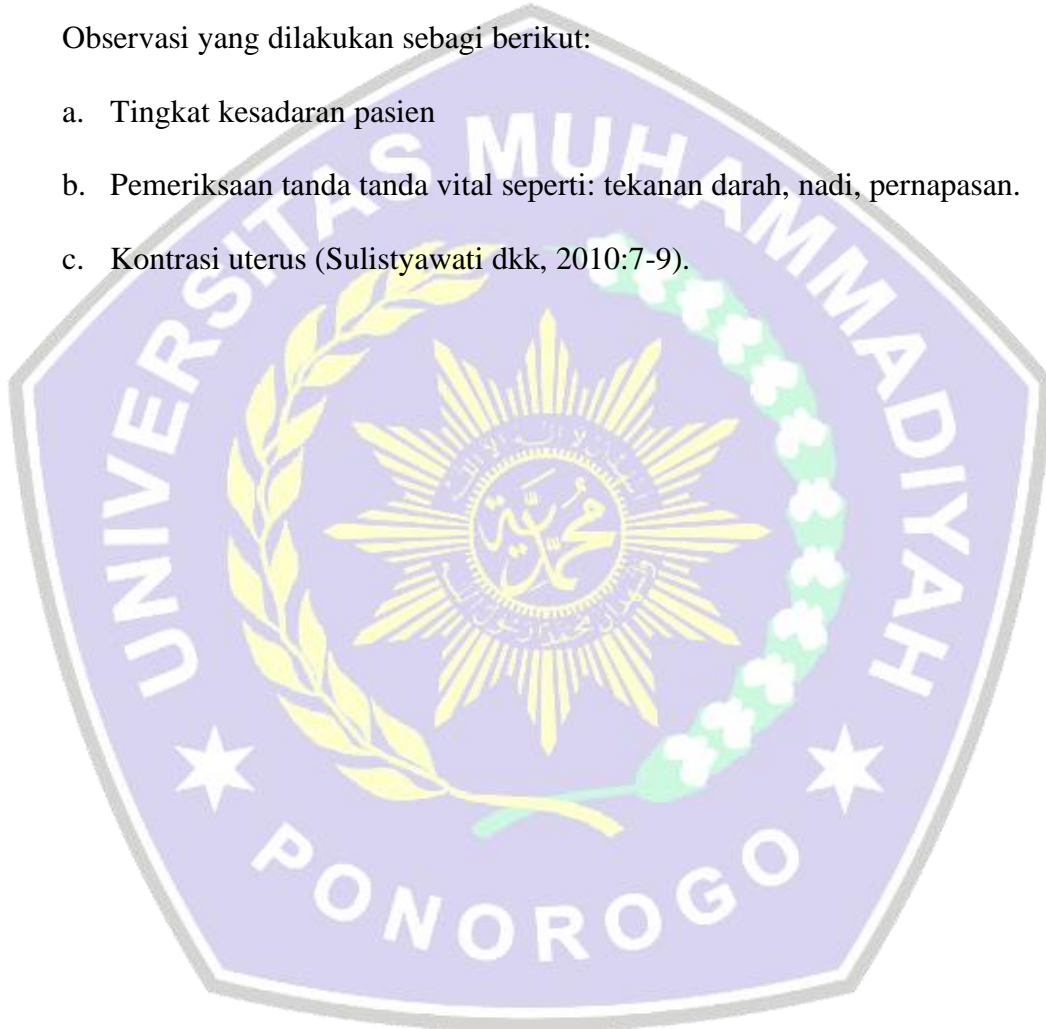 Observasi yang dilakukan sebagi berikut:
a. Tingkat kesadaran pasien
b. Pemeriksaan tanda tanda vital seperti: tekanan darah, nadi, pernapasan.
c. Kontrasi uterus (Sulistyawati dkk, 2010:7-9).
UNIVERSITAS MUHAMMADIYAH
محمدية
PONOROGO